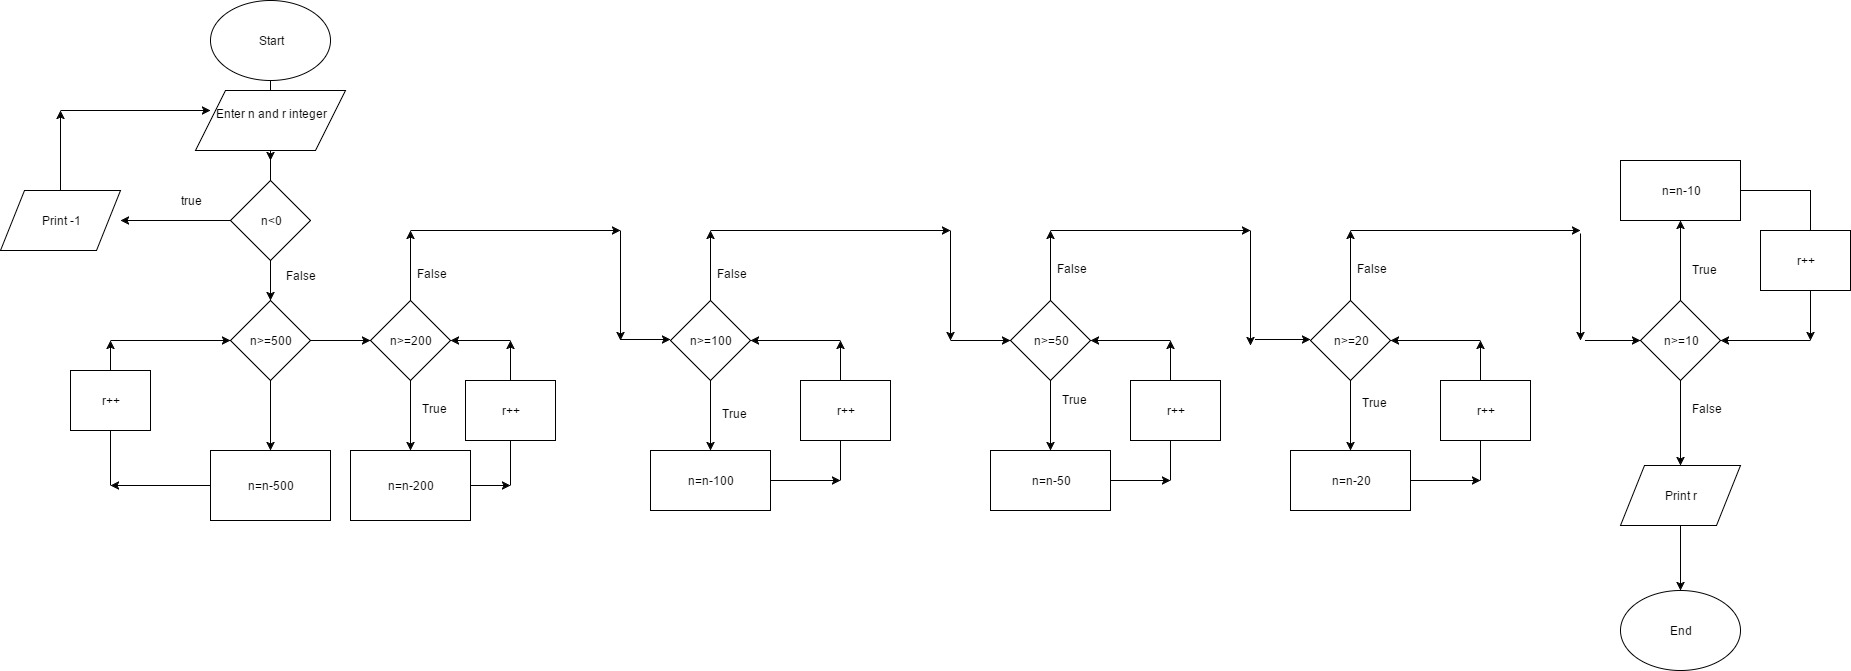 Start
Enter n and r integer
true
Print -1
n<0
False
n>=500
r++
n=n-500
False
n>=200
True
r++
n=n-200
False
n>=100
True
r++
n=n-100
False
n>=50
True
r++
n=n-50
False
n>=20
True
r++
n=n-20
n=n-10
r++
True
n>=10
False
Print r
End